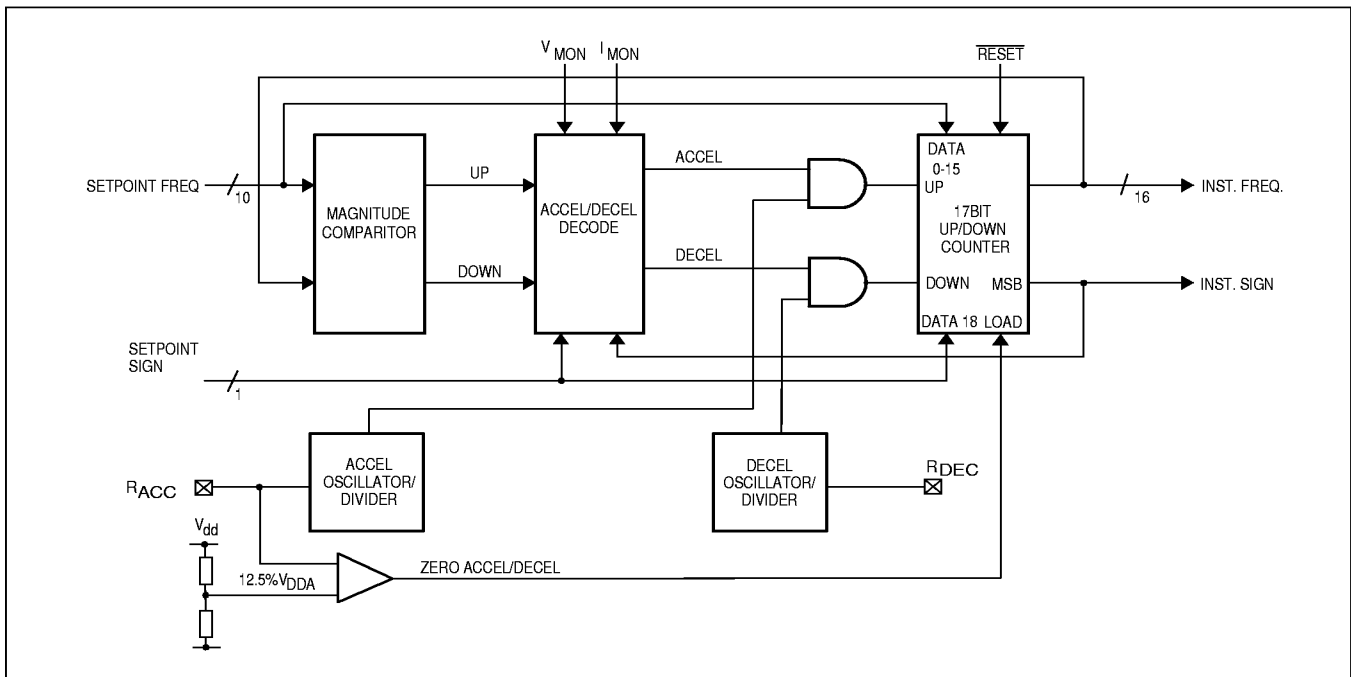 VMON IMON RESET
DATA
0-15
UP
SETPOINT FREQ 10
MAGNITUDE
COMPARITOR
UP
DOWN
ACCEL/DECEL
DECODE
ACCEL
DECEL
17BIT
UP/DOWN
COUNTER
DOWN MSB
DATA 18 LOAD
16 INST. FREQ.
INST. SIGN
SETPOINT
SIGN
1
ACCEL
OSCILLATOR/
DIVIDER
DECEL
OSCILLATOR/
DIVIDER
RACC
RDEC
Vdd
12.5%VDDA
ZERO ACCEL/DECEL